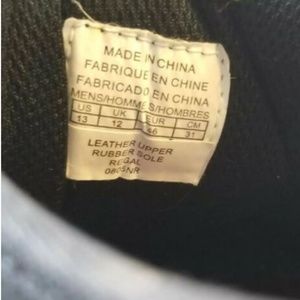 MADE IN CHINA
FABRIQUE EN CHINE
FABRICADO EN CHINA
MENS/HOMMES/HOMBRES
US UK EUR CM
13 12 46 31
LEATHER UPPER
RUBBER SOLE
REGAL